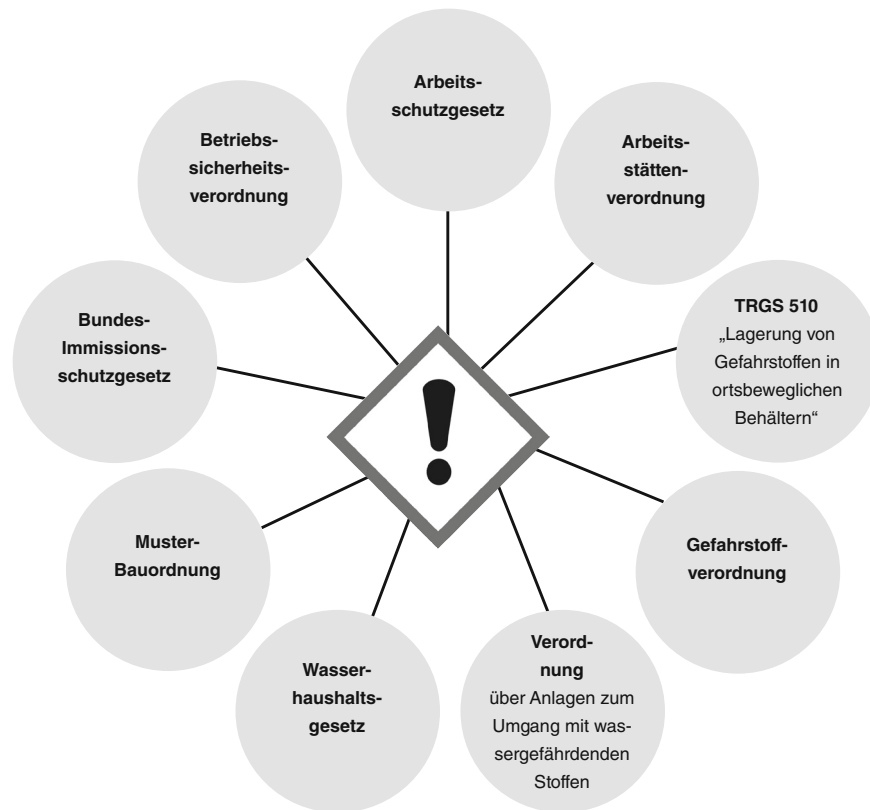 Arbeits-
schutzgesetz
Arbeits-
stätten-
verordnung
TRGS 510
„Lagerung von
Gefahrstoffen in
ortsbeweglichen
Behältern“
Gefahrstoff-
verordnung
Verord-
nung
über Anlagen zum
Umgang mit was-
sergefährdenden
Stoffen
Wasser-
haushalts-
gesetz
Muster-
Bauordnung
Bundes-
Immissions-
schutzgesetz
Betriebs-
sicherheits-
verordnung
!